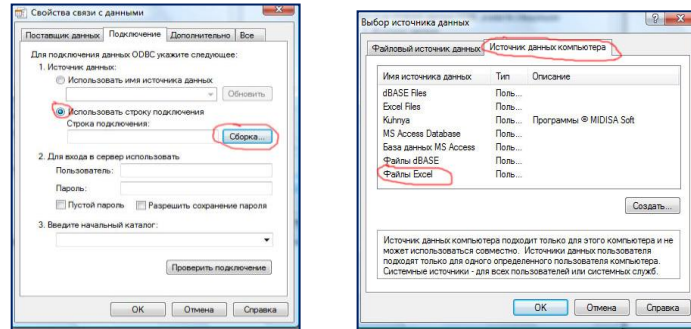 Свойства связи с данными
Поставщик данных Подключение Дополнительно Все
Для подключения данных ODBC укажите следующее:
1. Источник данных:
Использовать имя источника данных
Обновить
Использовать строку подключения
Строка подключения:
Сборка...
2. Для входа в сервер использовать
Пользователь:
Пароль:
Пустой пароль Разрешить сохранение пароля
3. Введите начальный каталог:
Проверить подключение
ОК Отмена Справка
Выбор источника данных
Файловый источник данных Источник данных компьютера
Имя источника данных Тип Описание
dBASE Files Поль...
Excel Files Поль...
Kuhnya Поль... Программы © MIDISA Soft
MS Access Database Поль...
База данных MS Access Поль...
Файлы dBASE Поль...
Файлы Excel Поль...
Создать...
Источник данных компьютера подходит только для этого компьютера и не
может использоваться совместно. Источники данных пользователя
подходят только для одного определенного пользователя компьютера.
Системные источники - для всех пользователей или системных служб.
ОК Отмена Справка